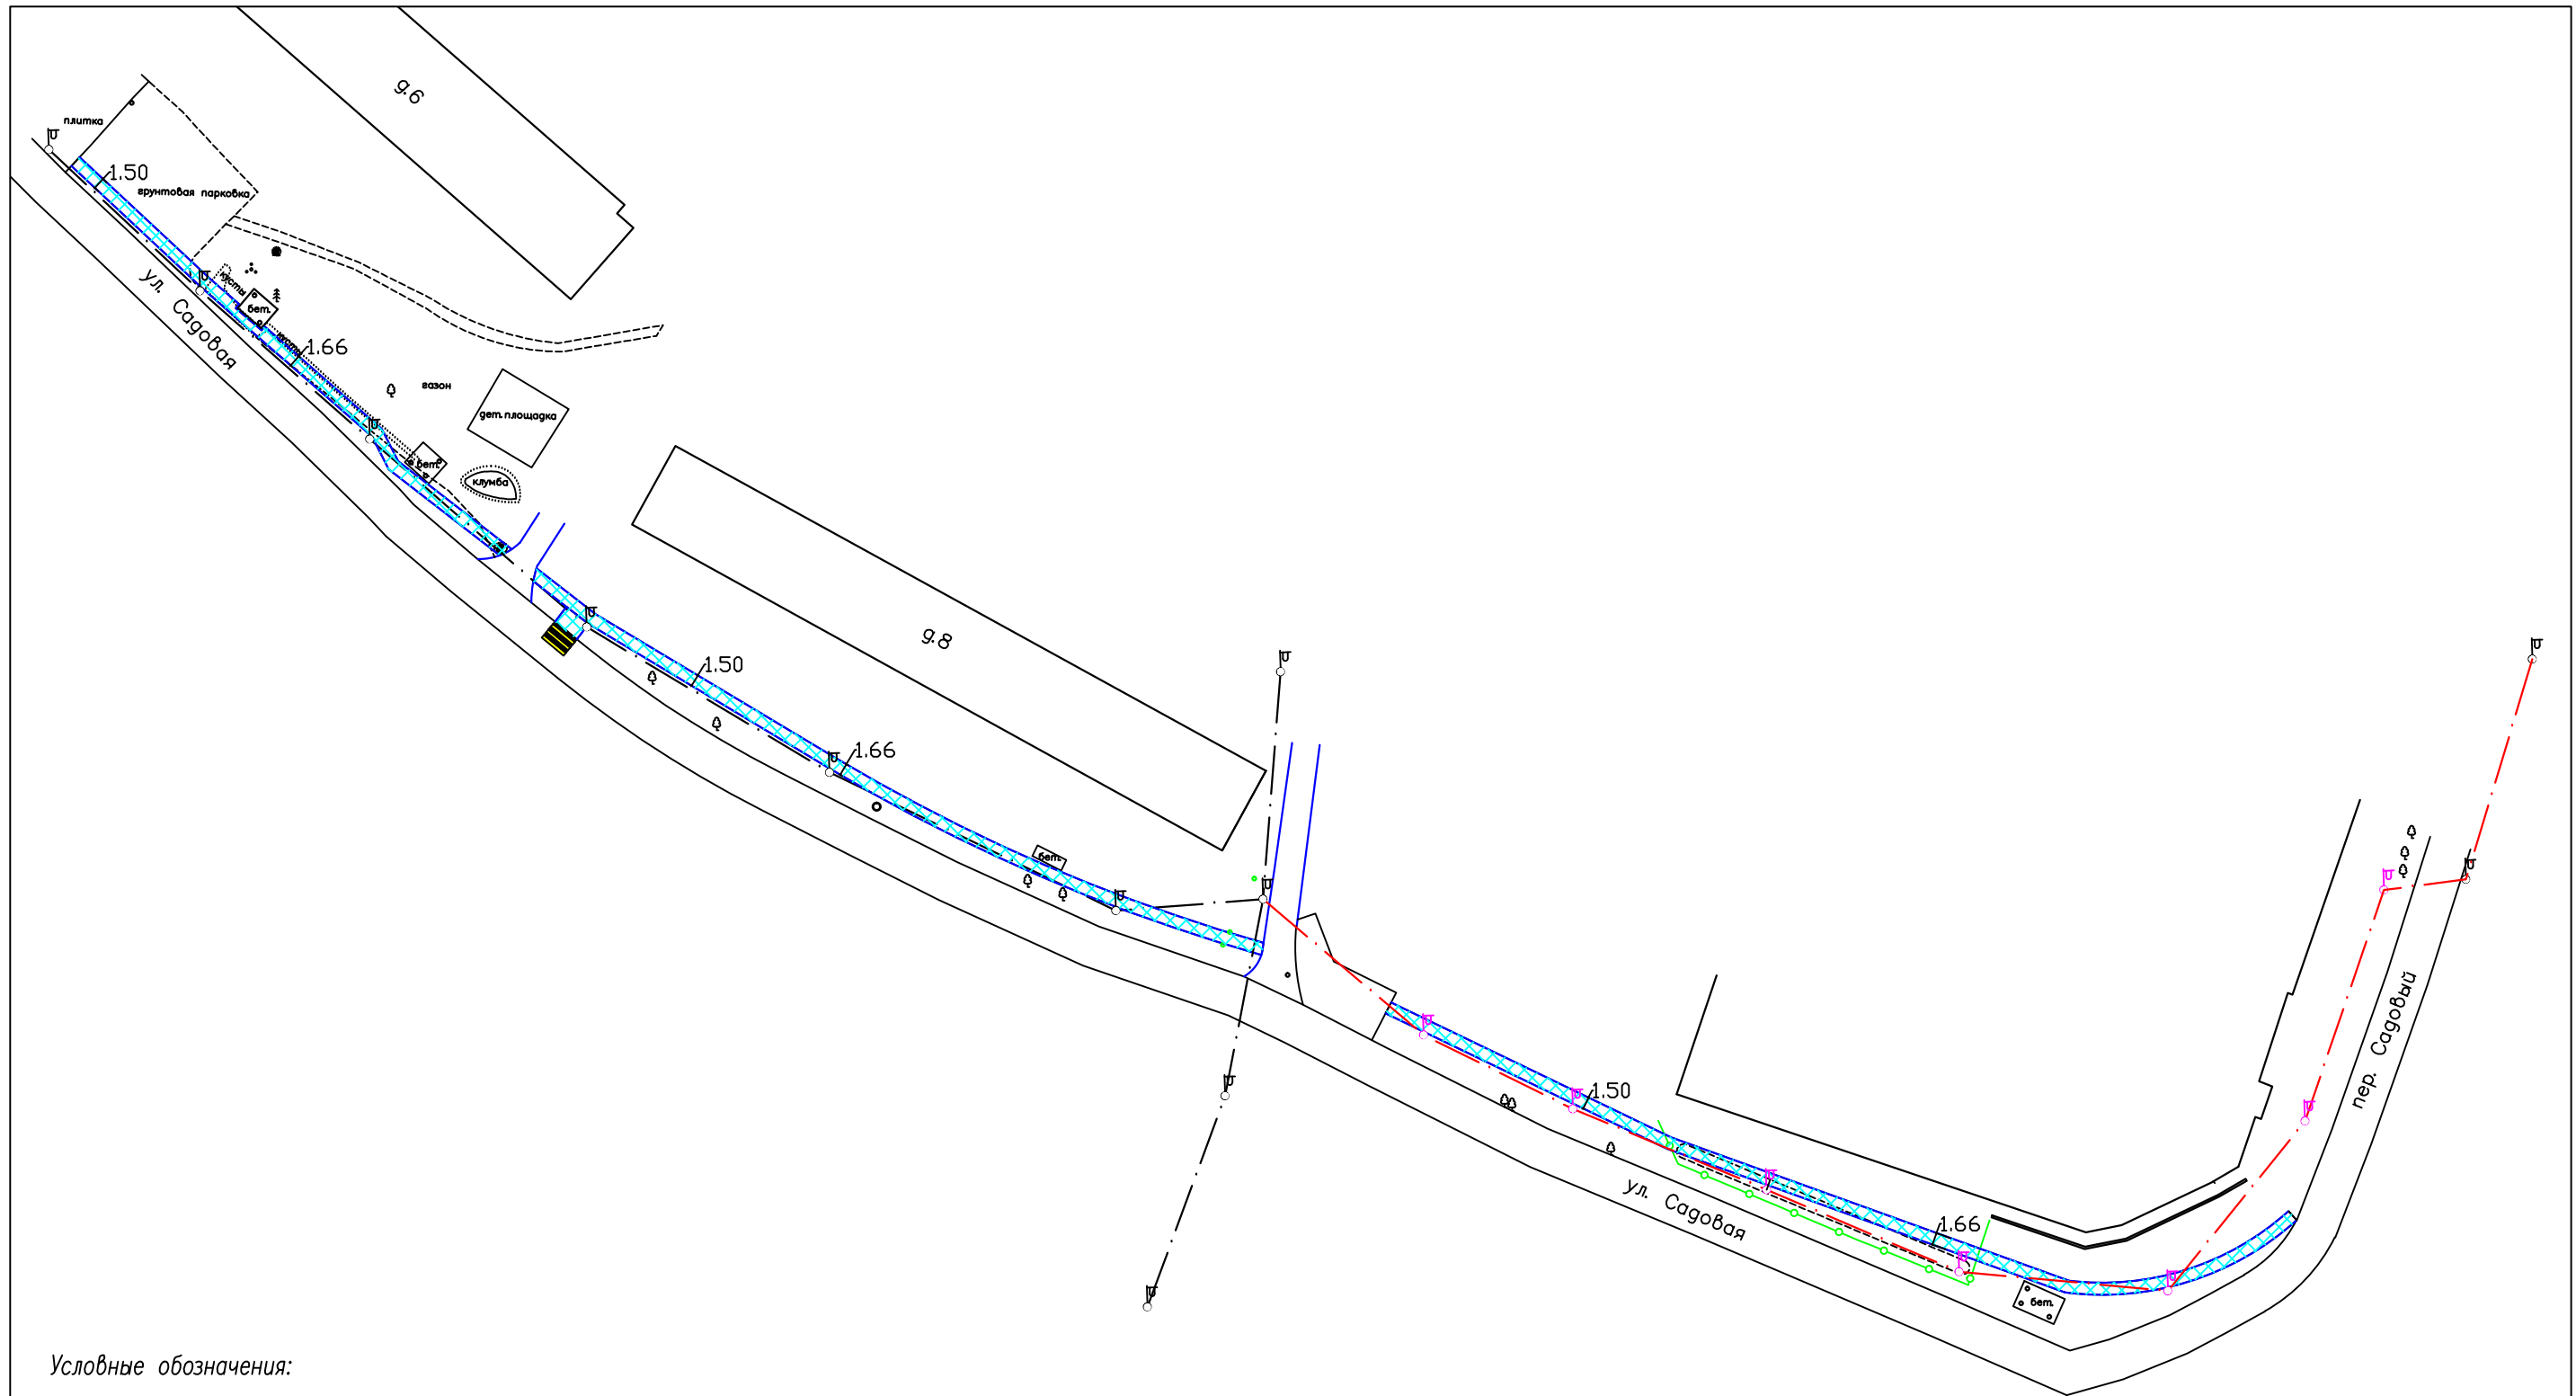 д.6
плитка
1.50
грунтовая парковка
кусты
бет.
ул. Садовая
1.66
газон
дет. площадка
бет.
клумба
д.8
1.50
1.66
бет.
1.50
пер. Садовый
ул. Садовая
1.66
бет.
Условные обозначения: